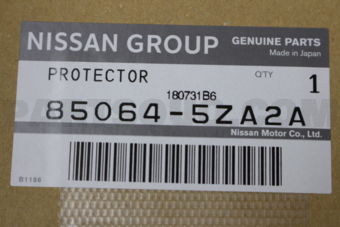 NISSAN GROUP GENUINE PARTS
Made in Japan
PROTECTOR Q'TY 1
180731B6
85064-5ZA2A
Nissan Motor Co., Ltd.
B1186